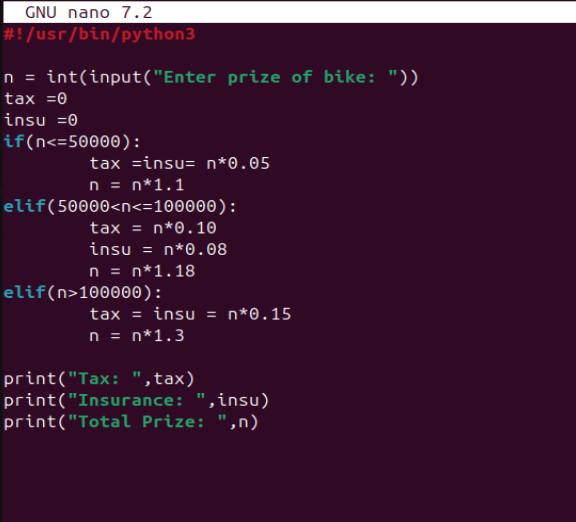 GNU nano 7.2
#!/usr/bin/python3
n = int(input("Enter prize of bike: "))
tax =0
insu =0
if(n<=50000):
        tax =insu= n*0.05
        n = n*1.1
elif(50000<n<=100000):
        tax = n*0.10
        insu = n*0.08
        n = n*1.18
elif(n>100000):
        tax = insu = n*0.15
        n = n*1.3
print("Tax: ",tax)
print("Insurance: ",insu)
print("Total Prize: ",n)